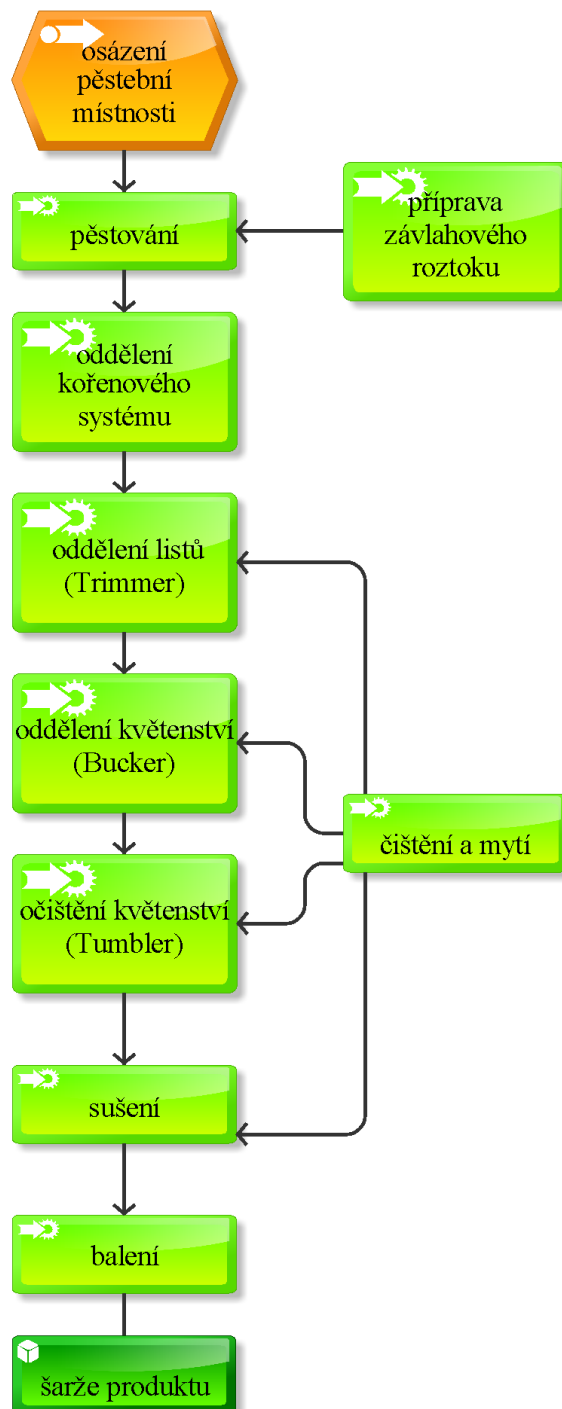 osázení
pěstební
místnosti
pěstování
příprava
závlahového
roztoku
oddělení
kořenového
systému
oddělení listů
(Trimmer)
oddělení květenství
(Bucker)
čištění a mytí
očištění květenství
(Tumbler)
sušení
balení
šarže produktu